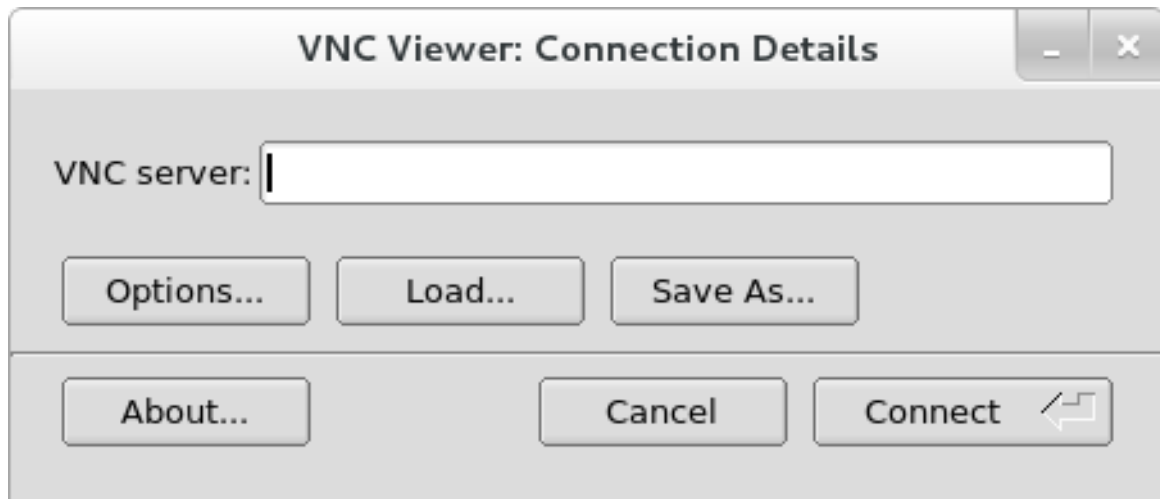 VNC Viewer: Connection Details
VNC server:
Options... Load... Save As...
About... Cancel Connect